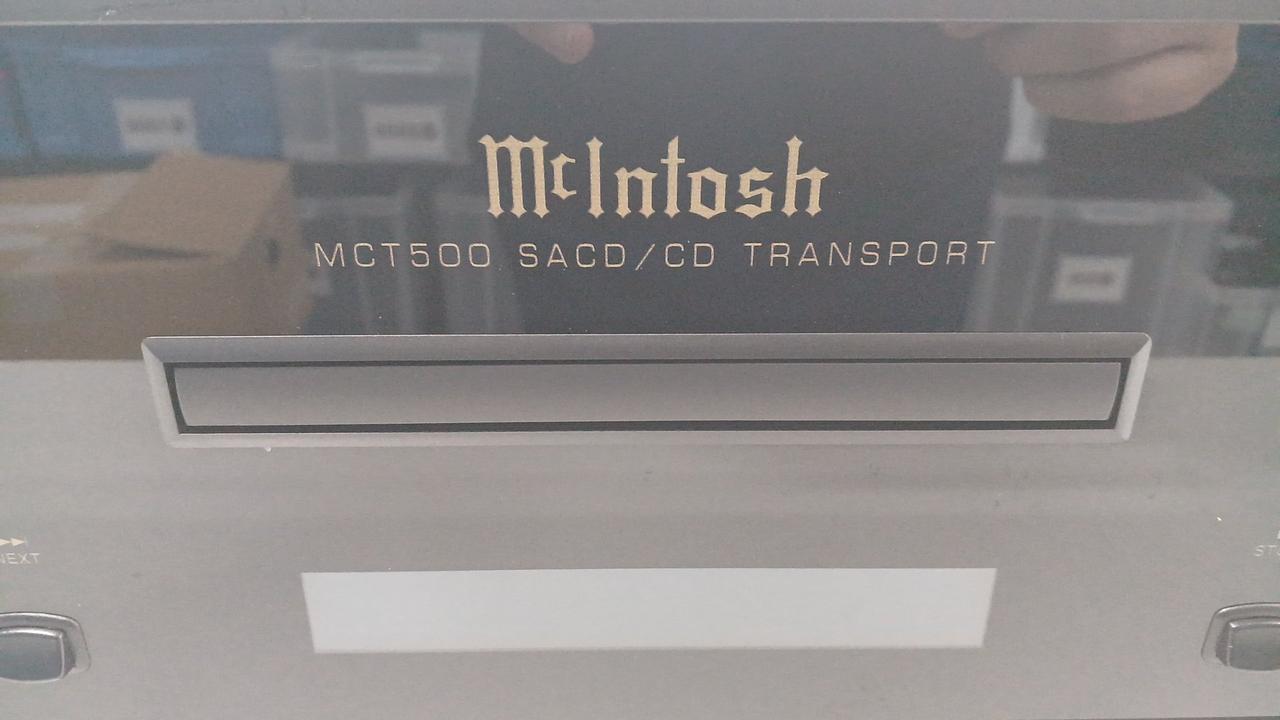 McIntosh
MCT500 SACD/CD TRANSPORT
NEXT